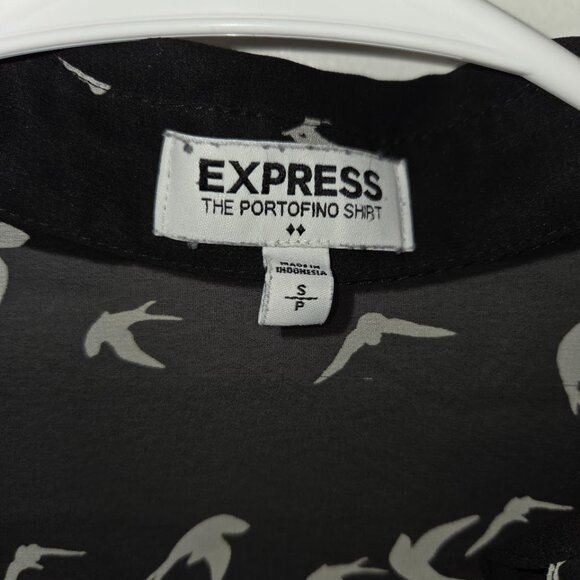 EXPRESS
THE PORTOFINO SHIRT
MADE IN
INDONESIA
S
P